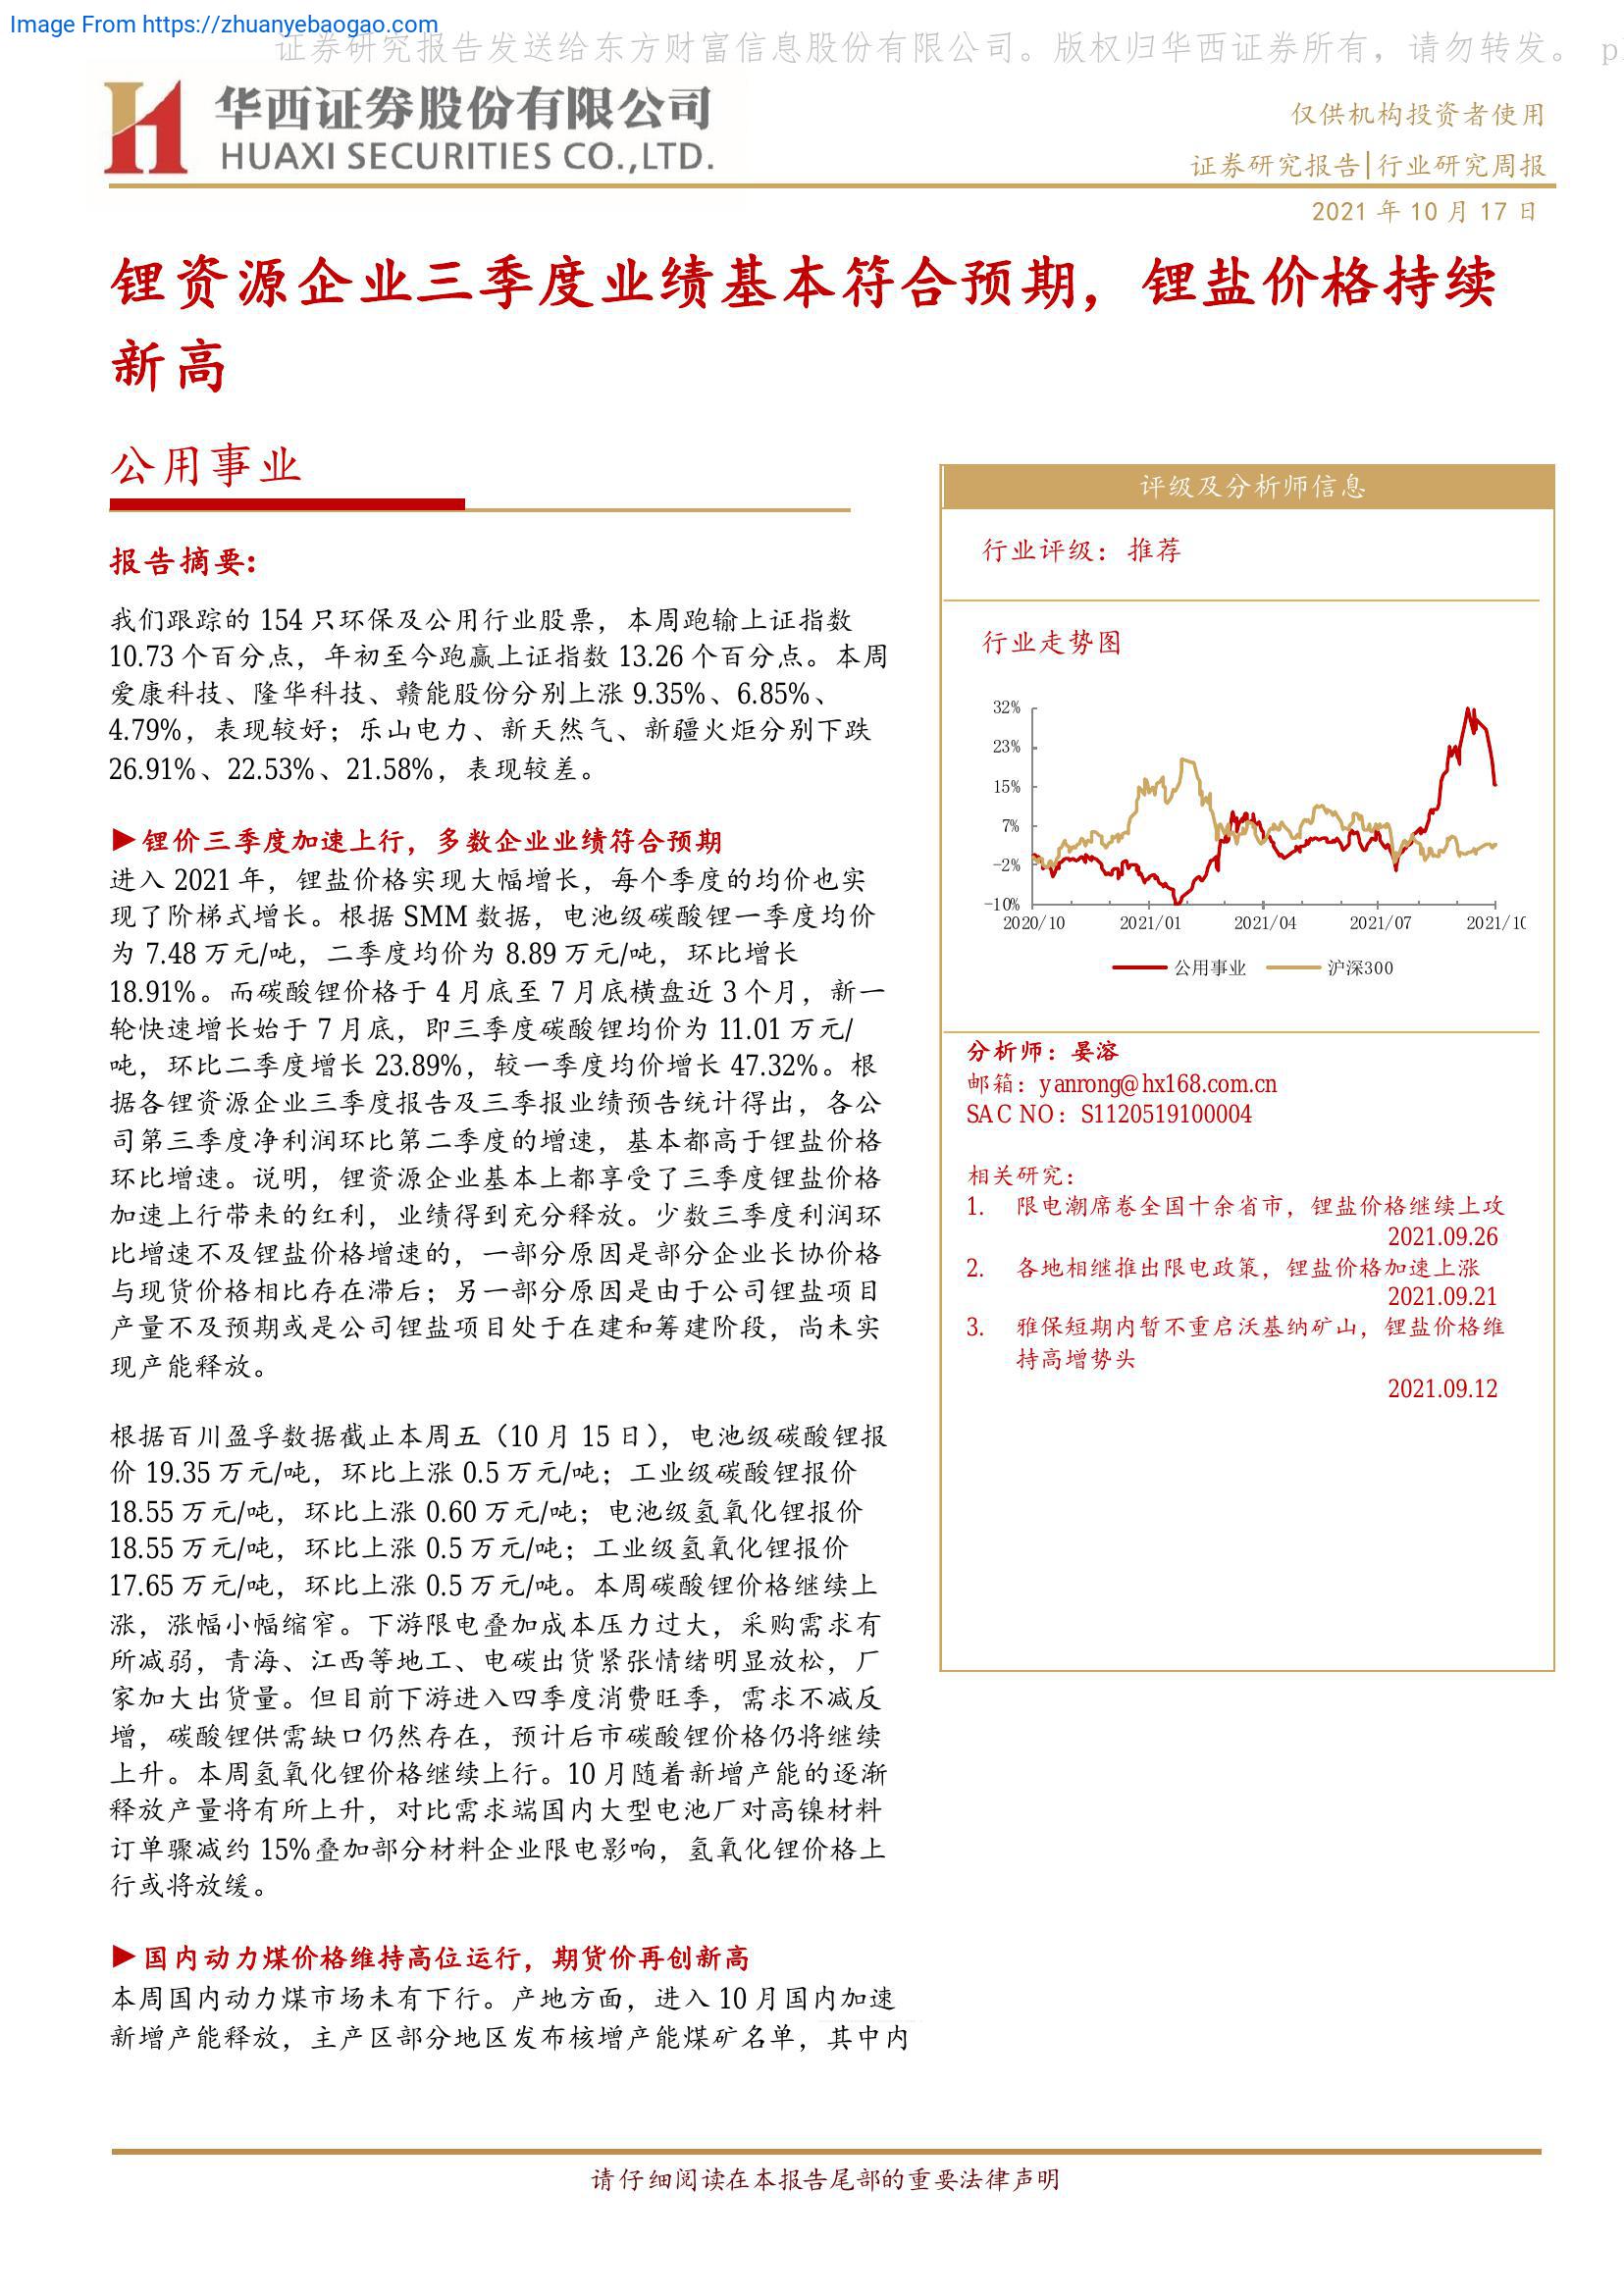 Image From https://zhuanyebaogao.com
证券研究报告发送给东方财富信息股份有限公司。版权归华西证券所有，请勿转发。 p
华西证券股份有限公司
HUAXI SECURITIES CO.,LTD.
仅供机构投资者使用
证券研究报告|行业研究周报
2021 年 10 月 17 日
锂资源企业三季度业绩基本符合预期，锂盐价格持续
新高
公用事业
报告摘要:
我们跟踪的 154 只环保及公用行业股票，本周跑输上证指数
10.73 个百分点，年初至今跑赢上证指数 13.26 个百分点。本周
爱康科技、隆华科技、赣能股份分别上涨 9.35%、6.85%、
4.79%，表现较好；乐山电力、新天然气、新疆火炬分别下跌
26.91%、22.53%、21.58%，表现较差。
▶锂价三季度加速上行，多数企业业绩符合预期
进入 2021 年，锂盐价格实现大幅增长，每个季度的均价也实
现了阶梯式增长。根据 SMM 数据，电池级碳酸锂一季度均价
为 7.48 万元/吨，二季度均价为 8.89 万元/吨，环比增长
18.91%。而碳酸锂价格于 4 月底至 7 月底横盘近 3 个月，新一
轮快速增长始于 7 月底，即三季度碳酸锂均价为 11.01 万元/
吨，环比二季度增长 23.89%，较一季度均价增长 47.32%。根
据各锂资源企业三季度报告及三季报业绩预告统计得出，各公
司第三季度净利润环比第二季度的增速，基本都高于锂盐价格
环比增速。说明，锂资源企业基本上都享受了三季度锂盐价格
加速上行带来的红利，业绩得到充分释放。少数三季度利润环
比增速不及锂盐价格增速的，一部分原因是部分企业长协价格
与现货价格相比存在滞后；另一部分原因是由于公司锂盐项目
产量不及预期或是公司锂盐项目处于在建和筹建阶段，尚未实
现产能释放。
根据百川盈孚数据截止本周五（10 月 15 日），电池级碳酸锂报
价 19.35 万元/吨，环比上涨 0.5 万元/吨；工业级碳酸锂报价
18.55 万元/吨，环比上涨 0.60 万元/吨；电池级氢氧化锂报价
18.55 万元/吨，环比上涨 0.5 万元/吨；工业级氢氧化锂报价
17.65 万元/吨，环比上涨 0.5 万元/吨。本周碳酸锂价格继续上
涨，涨幅小幅缩窄。下游限电叠加成本压力过大，采购需求有
所减弱，青海、江西等地工、电碳出货紧张情绪明显放松，厂
家加大出货量。但目前下游进入四季度消费旺季，需求不减反
增，碳酸锂供需缺口仍然存在，预计后市碳酸锂价格仍将继续
上升。本周氢氧化锂价格继续上行。10 月随着新增产能的逐渐
释放产量将有所上升，对比需求端国内大型电池厂对高镍材料
订单骤减约 15%叠加部分材料企业限电影响，氢氧化锂价格上
行或将放缓。
▶国内动力煤价格维持高位运行，期货价再创新高
本周国内动力煤市场未有下行。产地方面，进入 10 月国内加速
新增产能释放，主产区部分地区发布核增产能煤矿名单，其中内
评级及分析师信息
行业评级：推荐
行业走势图
32%
23%
15%
7%
-2%
-10%
2020/10 2021/01 2021/04 2021/07 2021/10
公用事业 沪深300
分析师：晏溶
邮箱：yanrong@hx168.com.cn
SAC NO：S1120519100004
相关研究：
1. 限电潮席卷全国十余省市，锂盐价格继续上攻
2021.09.26
2. 各地相继推出限电政策，锂盐价格加速上涨
2021.09.21
3. 雅保短期内暂不重启沃基纳矿山，锂盐价格维
持高增势头
2021.09.12
请仔细阅读在本报告尾部的重要法律声明